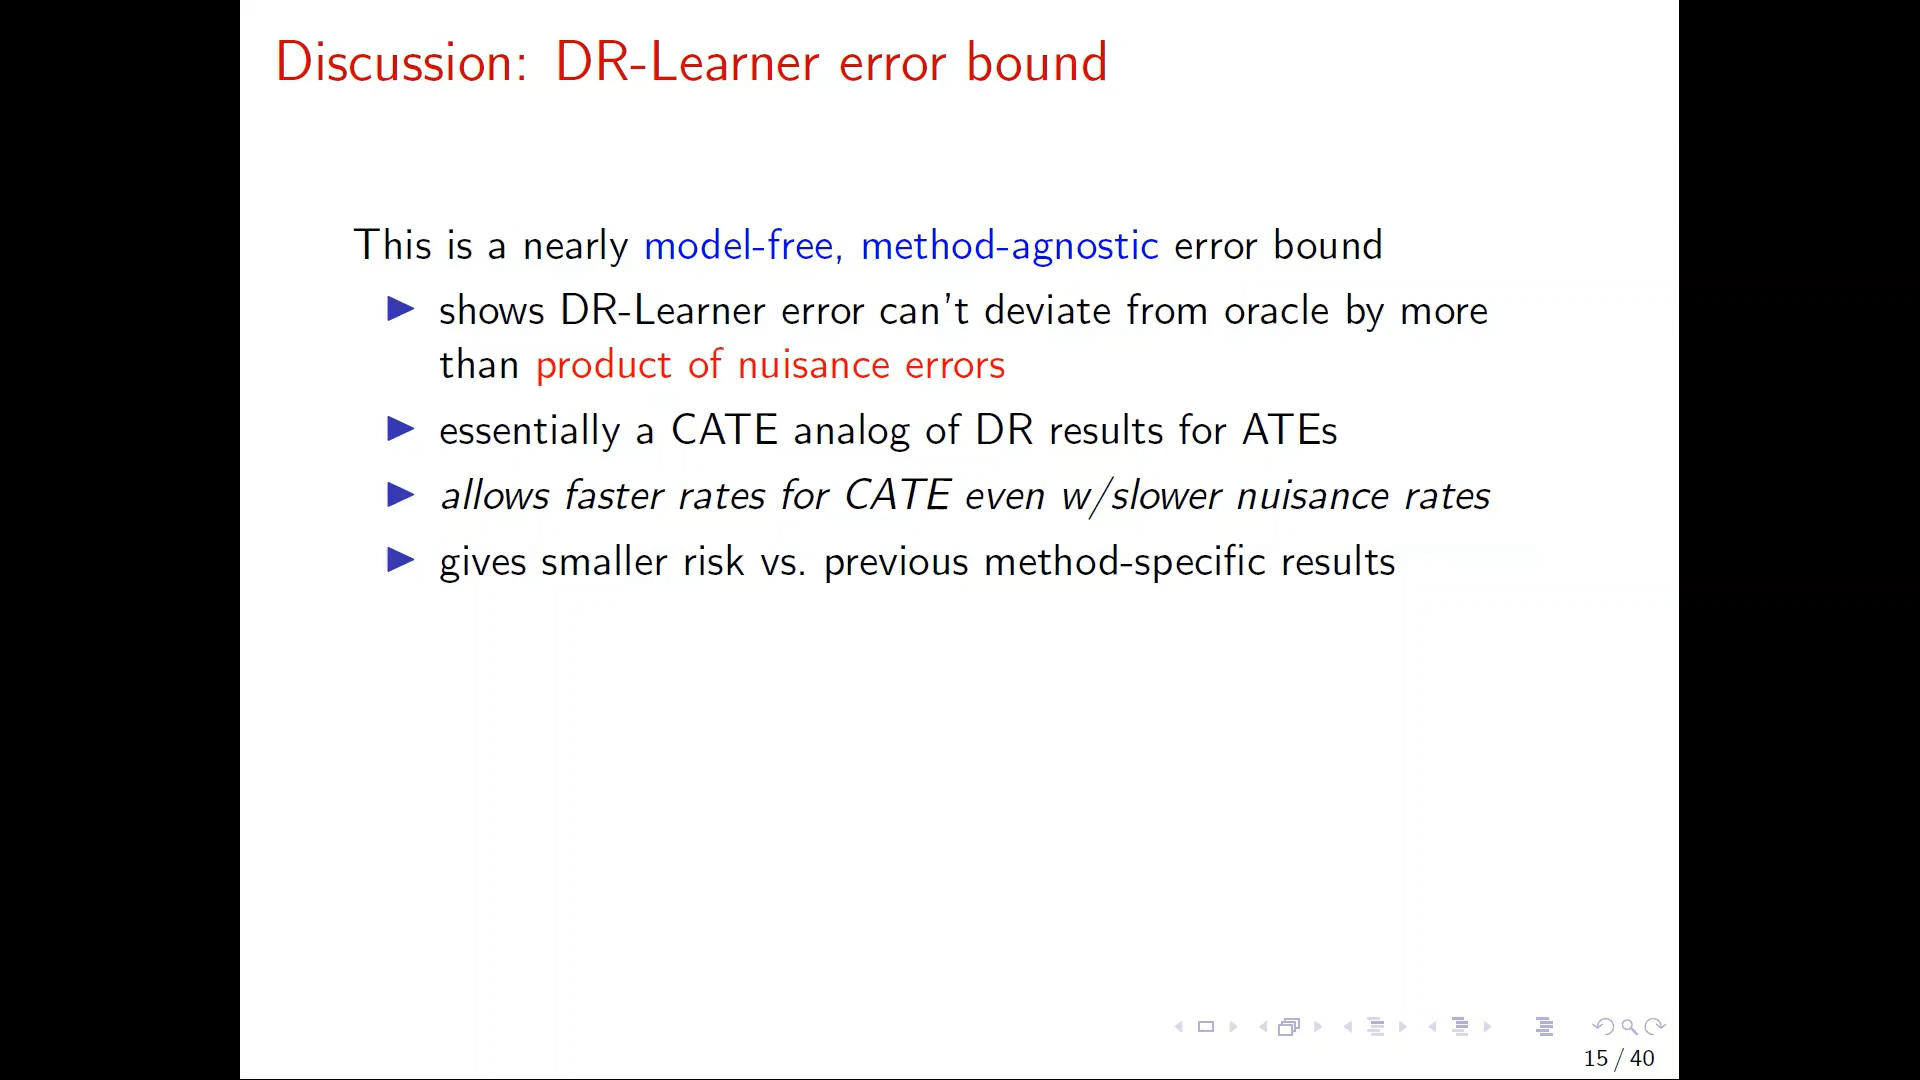 Discussion: DR-Learner error bound
This is a nearly model-free, method-agnostic error bound
shows DR-Learner error can't deviate from oracle by more
than product of nuisance errors
essentially a CATE analog of DR results for ATEs
allows faster rates for CATE even w/slower nuisance rates
gives smaller risk vs. previous method-specific results
15 / 40